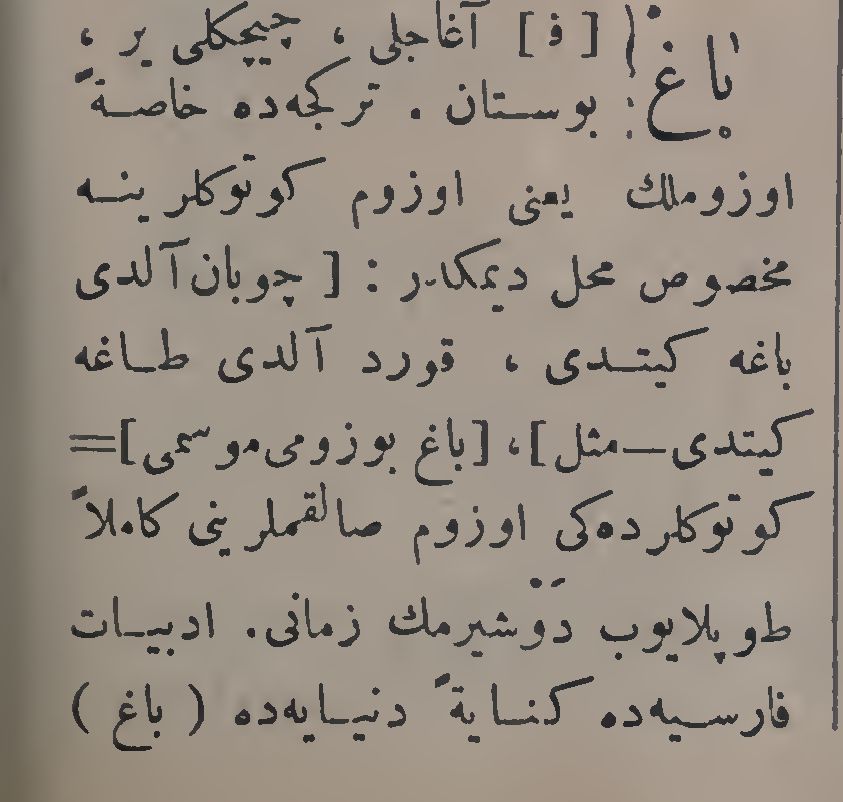 باغ [ ف ] آغاجلی ، چیچکلی یر ،
بوستان . ترکجه‌ده خاصةً
اوزوملك یعنی اوزوم کوتوکلرینه
مخصوص محل دیمکدر : [ چوبان آلدی
باغه کیتدی ، قورد آلدی طاغه
کیتدی ــ مثل ] ، [ باغ بوزومی موسمی ] =
کوتوکلرده‌کی اوزوم صالقملرینی کاملاً
طوپلایوب دوشیرمك زمانی . ادبیات
فارسیه‌ده کنایةً دنیایه‌ده ( باغ )